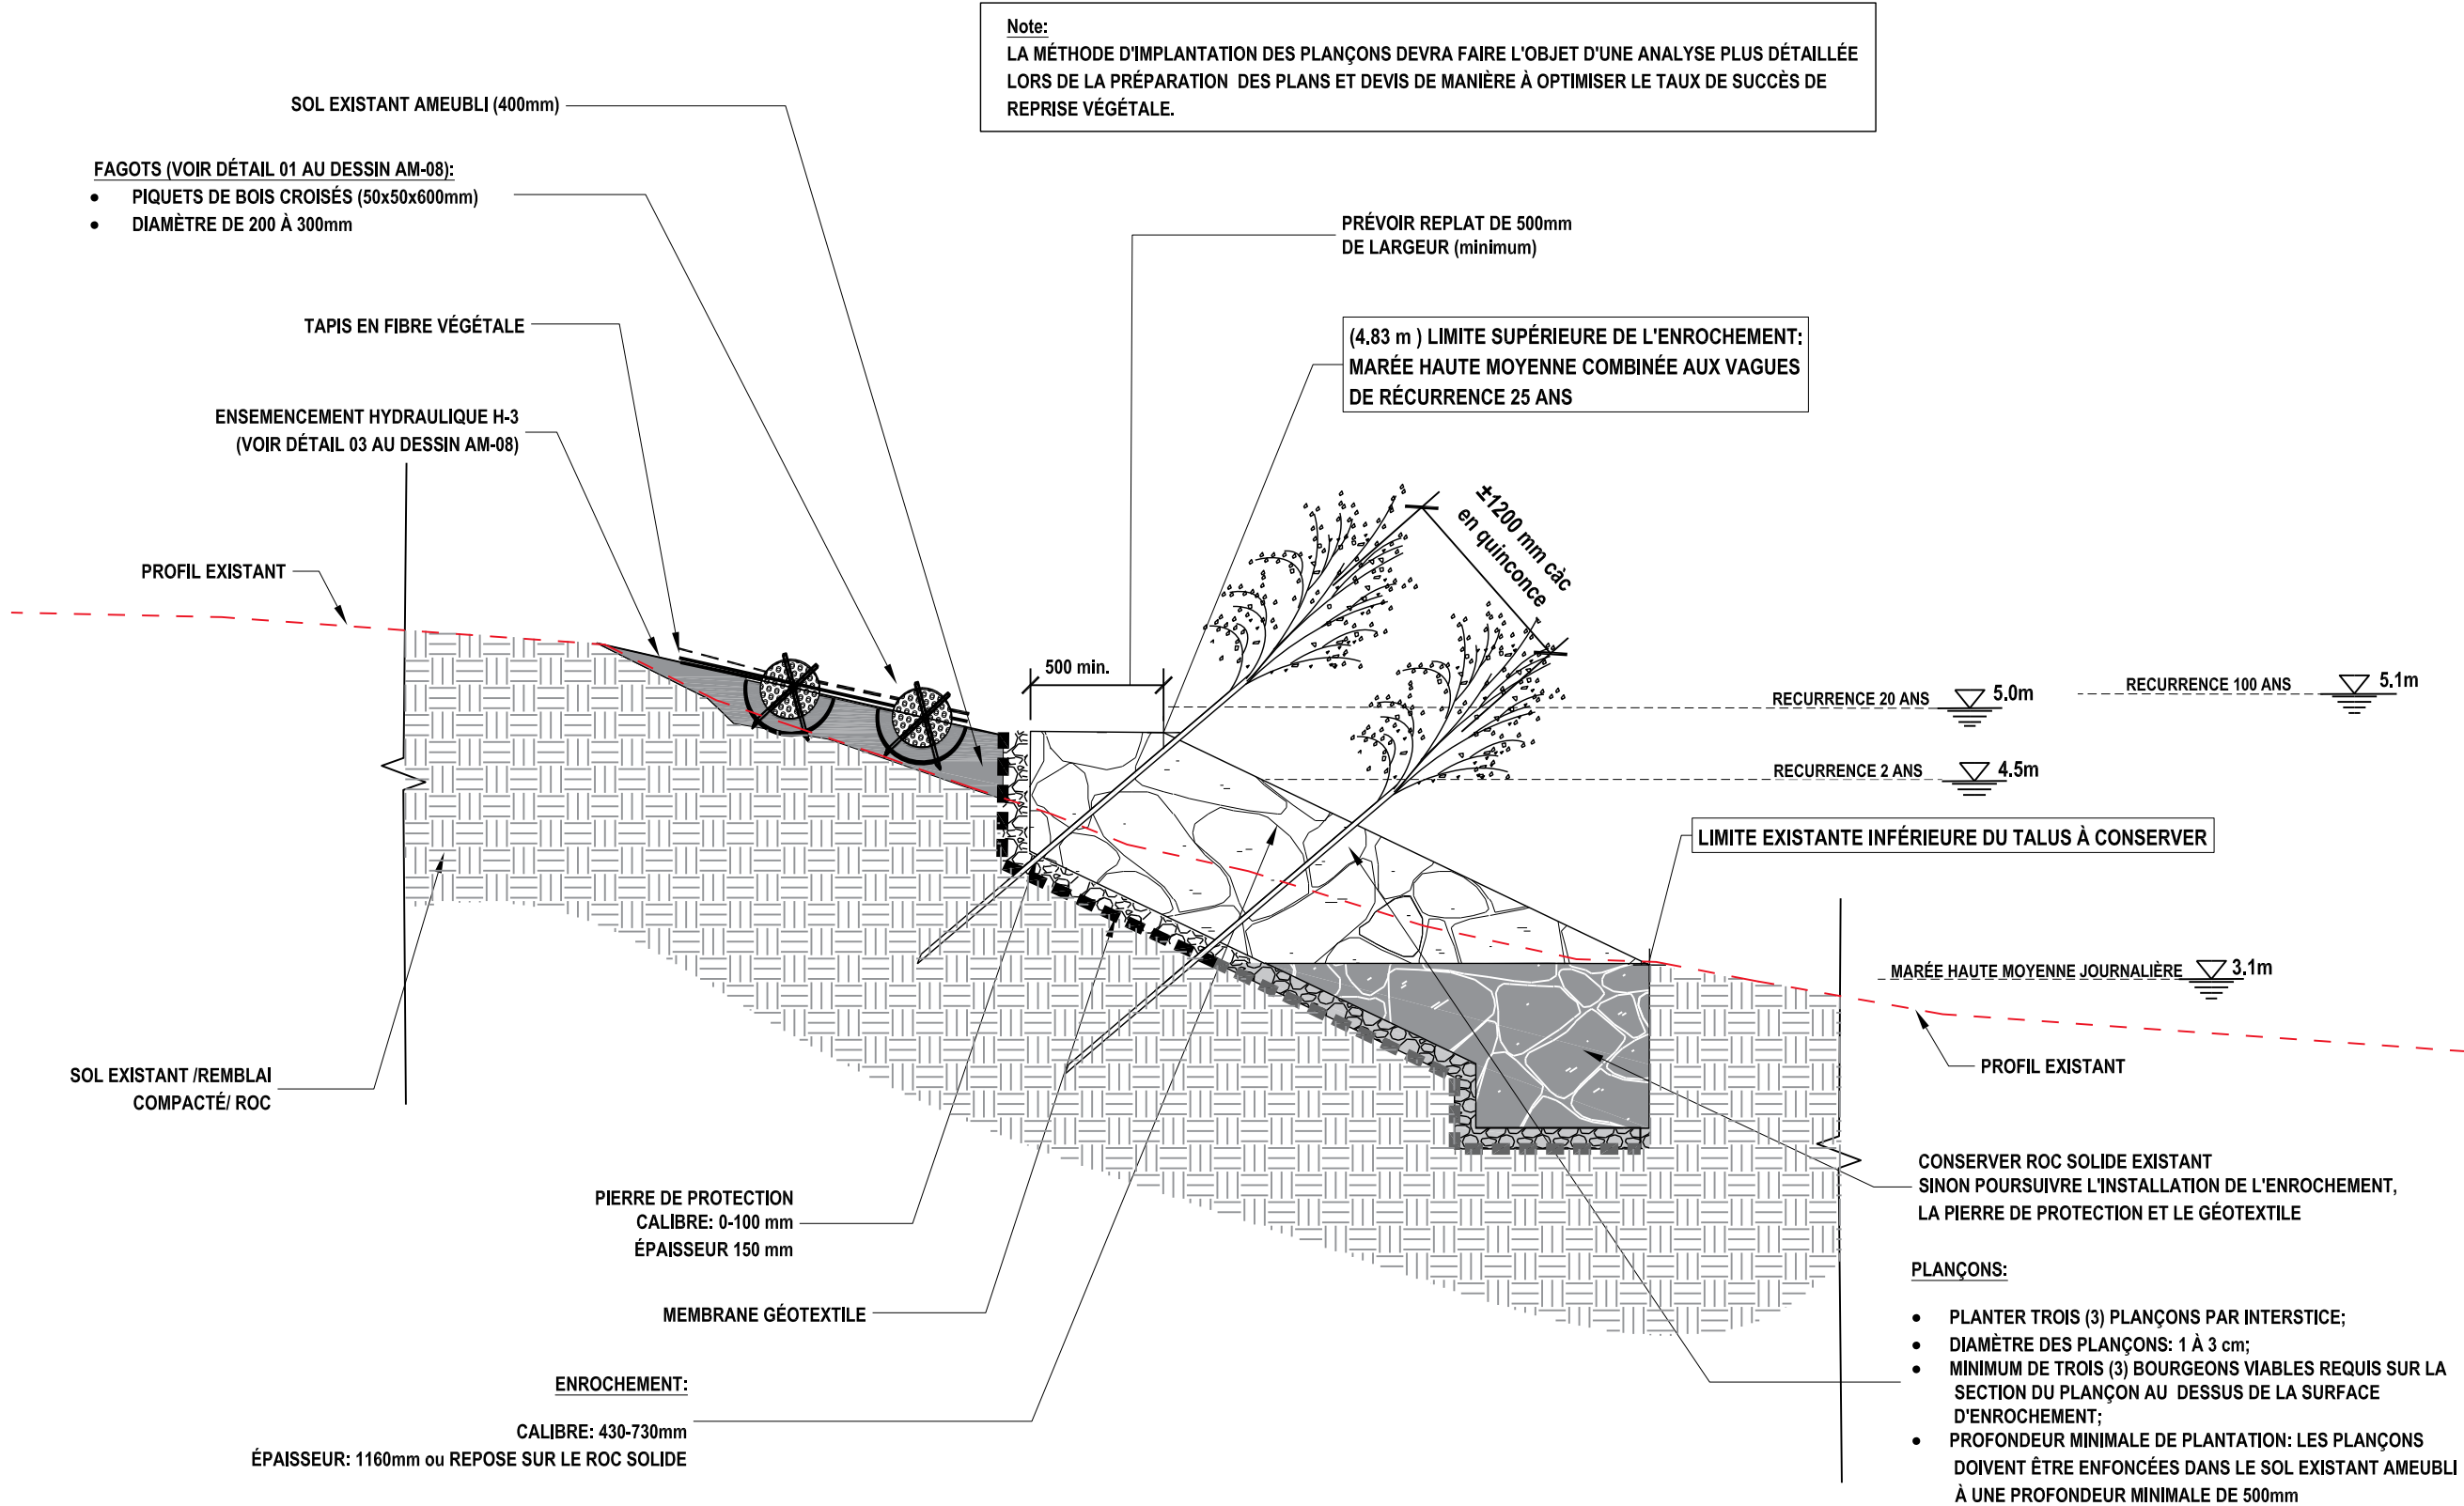 Note:
LA MÉTHODE D'IMPLANTATION DES PLANÇONS DEVRA FAIRE L'OBJET D'UNE ANALYSE PLUS DÉTAILLÉE
LORS DE LA PRÉPARATION DES PLANS ET DEVIS DE MANIÈRE À OPTIMISER LE TAUX DE SUCCÈS DE
REPRISE VÉGÉTALE.
SOL EXISTANT AMEUBLI (400mm)
FAGOTS (VOIR DÉTAIL 01 AU DESSIN AM-08):
• PIQUETS DE BOIS CROISÉS (50x50x600mm)
• DIAMÈTRE DE 200 À 300mm
PRÉVOIR REPLAT DE 500mm
DE LARGEUR (minimum)
TAPIS EN FIBRE VÉGÉTALE
(4.83 m ) LIMITE SUPÉRIEURE DE L'ENROCHEMENT:
MARÉE HAUTE MOYENNE COMBINÉE AUX VAGUES
DE RÉCURRENCE 25 ANS
ENSEMENCEMENT HYDRAULIQUE H-3
(VOIR DÉTAIL 03 AU DESSIN AM-08)
±1200 mm càc
en quinconce
PROFIL EXISTANT
500 min.
RECURRENCE 20 ANS
5.0m
RECURRENCE 100 ANS
5.1m
RECURRENCE 2 ANS
4.5m
LIMITE EXISTANTE INFÉRIEURE DU TALUS À CONSERVER
MARÉE HAUTE MOYENNE JOURNALIÈRE
3.1m
PROFIL EXISTANT
SOL EXISTANT /REMBLAI
COMPACTÉ/ ROC
CONSERVER ROC SOLIDE EXISTANT
SINON POURSUIVRE L'INSTALLATION DE L'ENROCHEMENT,
LA PIERRE DE PROTECTION ET LE GÉOTEXTILE
PIERRE DE PROTECTION
CALIBRE: 0-100 mm
ÉPAISSEUR 150 mm
MEMBRANE GÉOTEXTILE
PLANÇONS:
• PLANTER TROIS (3) PLANÇONS PAR INTERSTICE;
• DIAMÈTRE DES PLANÇONS: 1 À 3 cm;
• MINIMUM DE TROIS (3) BOURGEONS VIABLES REQUIS SUR LA
SECTION DU PLANÇON AU DESSUS DE LA SURFACE
D'ENROCHEMENT;
• PROFONDEUR MINIMALE DE PLANTATION: LES PLANÇONS
DOIVENT ÊTRE ENFONCÉES DANS LE SOL EXISTANT AMEUBLI
À UNE PROFONDEUR MINIMALE DE 500mm
ENROCHEMENT:
CALIBRE: 430-730mm
ÉPAISSEUR: 1160mm ou REPOSE SUR LE ROC SOLIDE